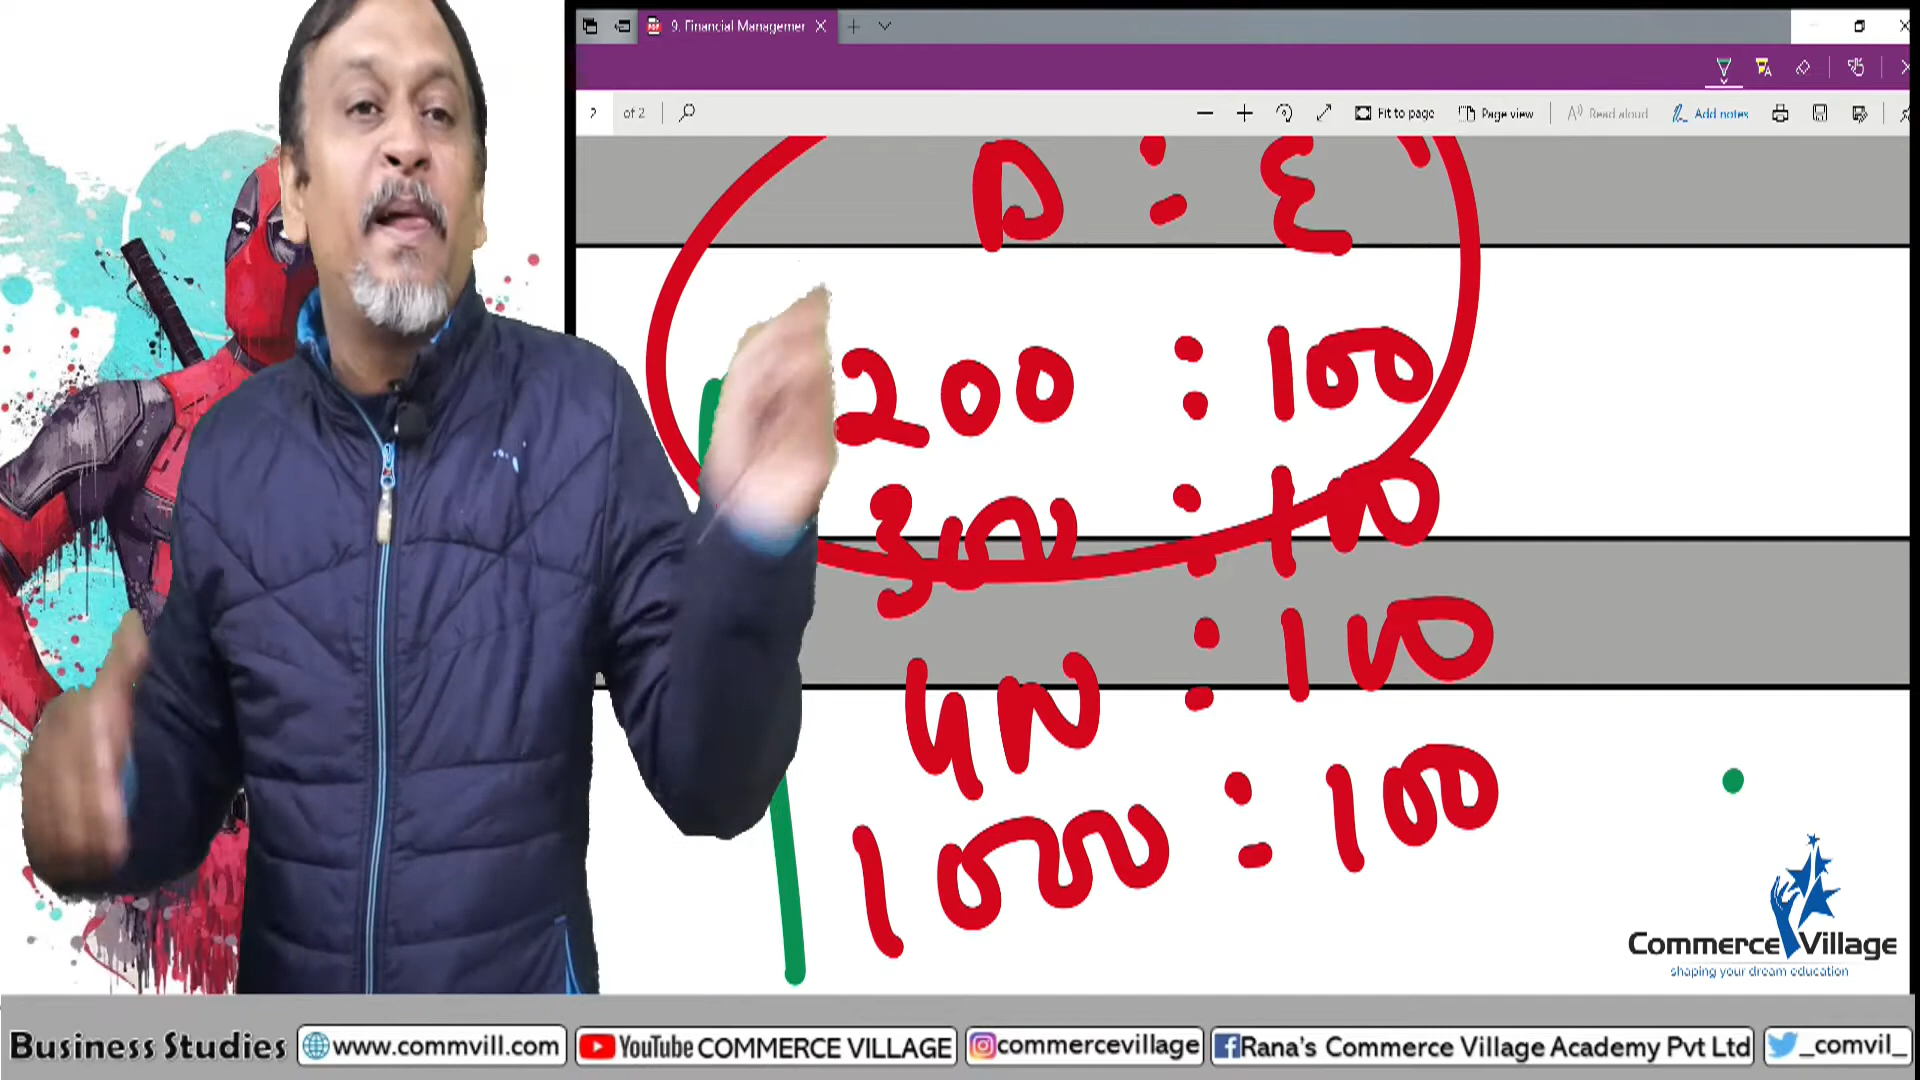 9. Financial Managemer
2 of 2
Fit to page
Page view
Read aloud
Add notes
D : E
200 : 100
300 : 100
400 : 100
1000 : 100
Commerce Village
shaping your dream education
Business Studies
www.commvill.com
YouTube COMMERCE VILLAGE
commercevillage
Rana's Commerce Village Academy Pvt Ltd
_comvil_